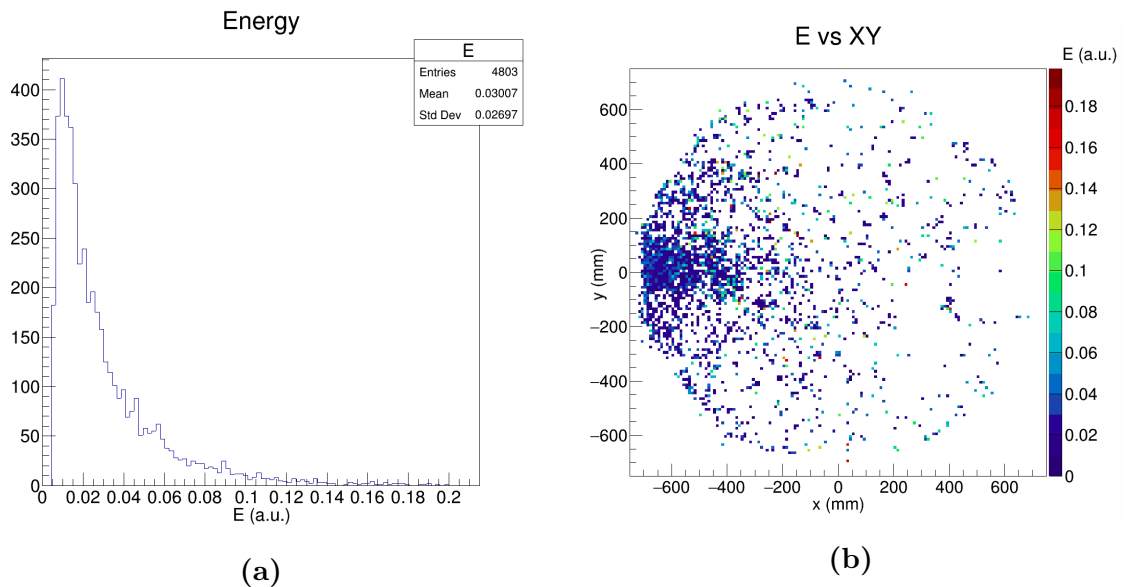 Energy
E
Entries 4803
Mean 0.03007
Std Dev 0.02697
400
350
300
250
200
150
100
50
0
0 0.02 0.04 0.06 0.08 0.1 0.12 0.14 0.16 0.18 0.2
E (a.u.)
(a)
E vs XY
E (a.u.)
y (mm)
600
400
200
0
−200
−400
−600
−600 −400 −200 0 200 400 600
x (mm)
0.18
0.16
0.14
0.12
0.1
0.08
0.06
0.04
0.02
0
(b)